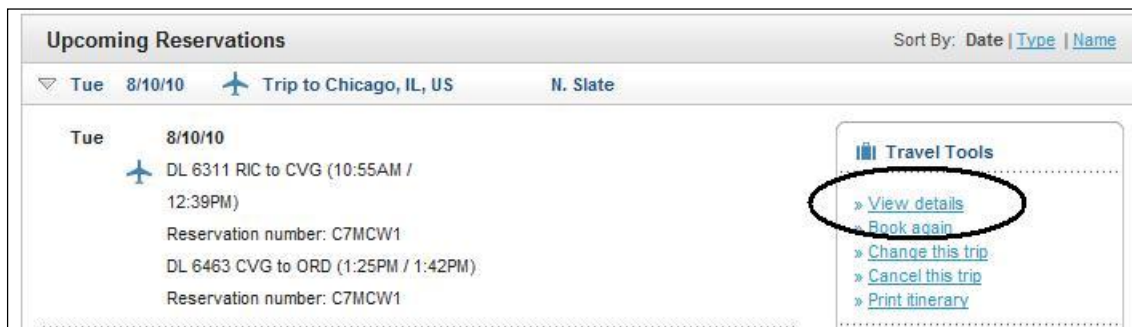 Upcoming Reservations
Sort By: Date | Type | Name
Tue 8/10/10 Trip to Chicago, IL, US N. Slate
Tue 8/10/10
DL 6311 RIC to CVG (10:55AM /
12:39PM)
Reservation number: C7MCW1
DL 6463 CVG to ORD (1:25PM / 1:42PM)
Reservation number: C7MCW1
Travel Tools
» View details
» Book again
» Change this trip
» Cancel this trip
» Print itinerary